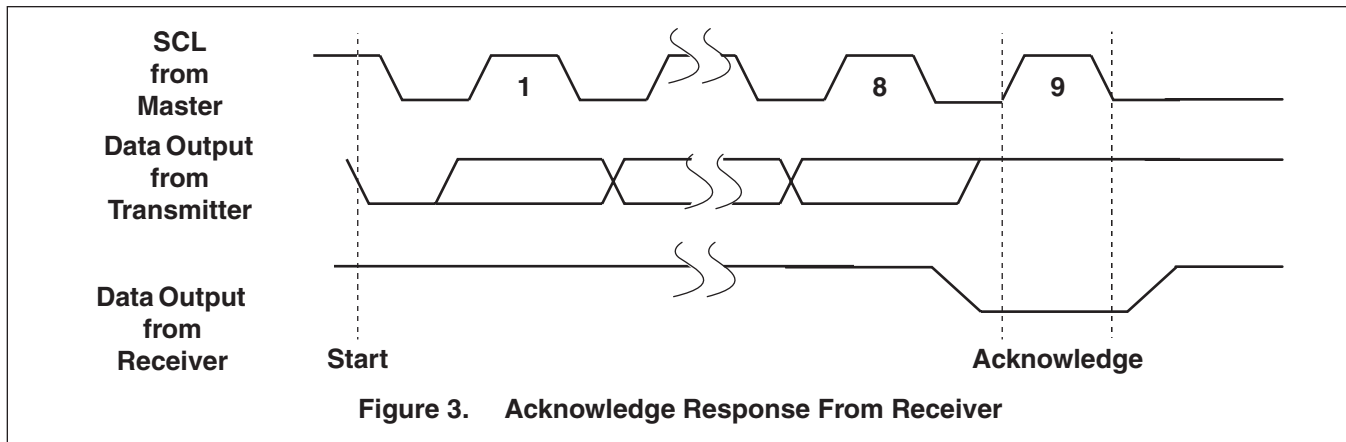 SCL
from
Master
1
8
9
Data Output
from
Transmitter
Data Output
from
Receiver
Start
Acknowledge
Figure 3. Acknowledge Response From Receiver